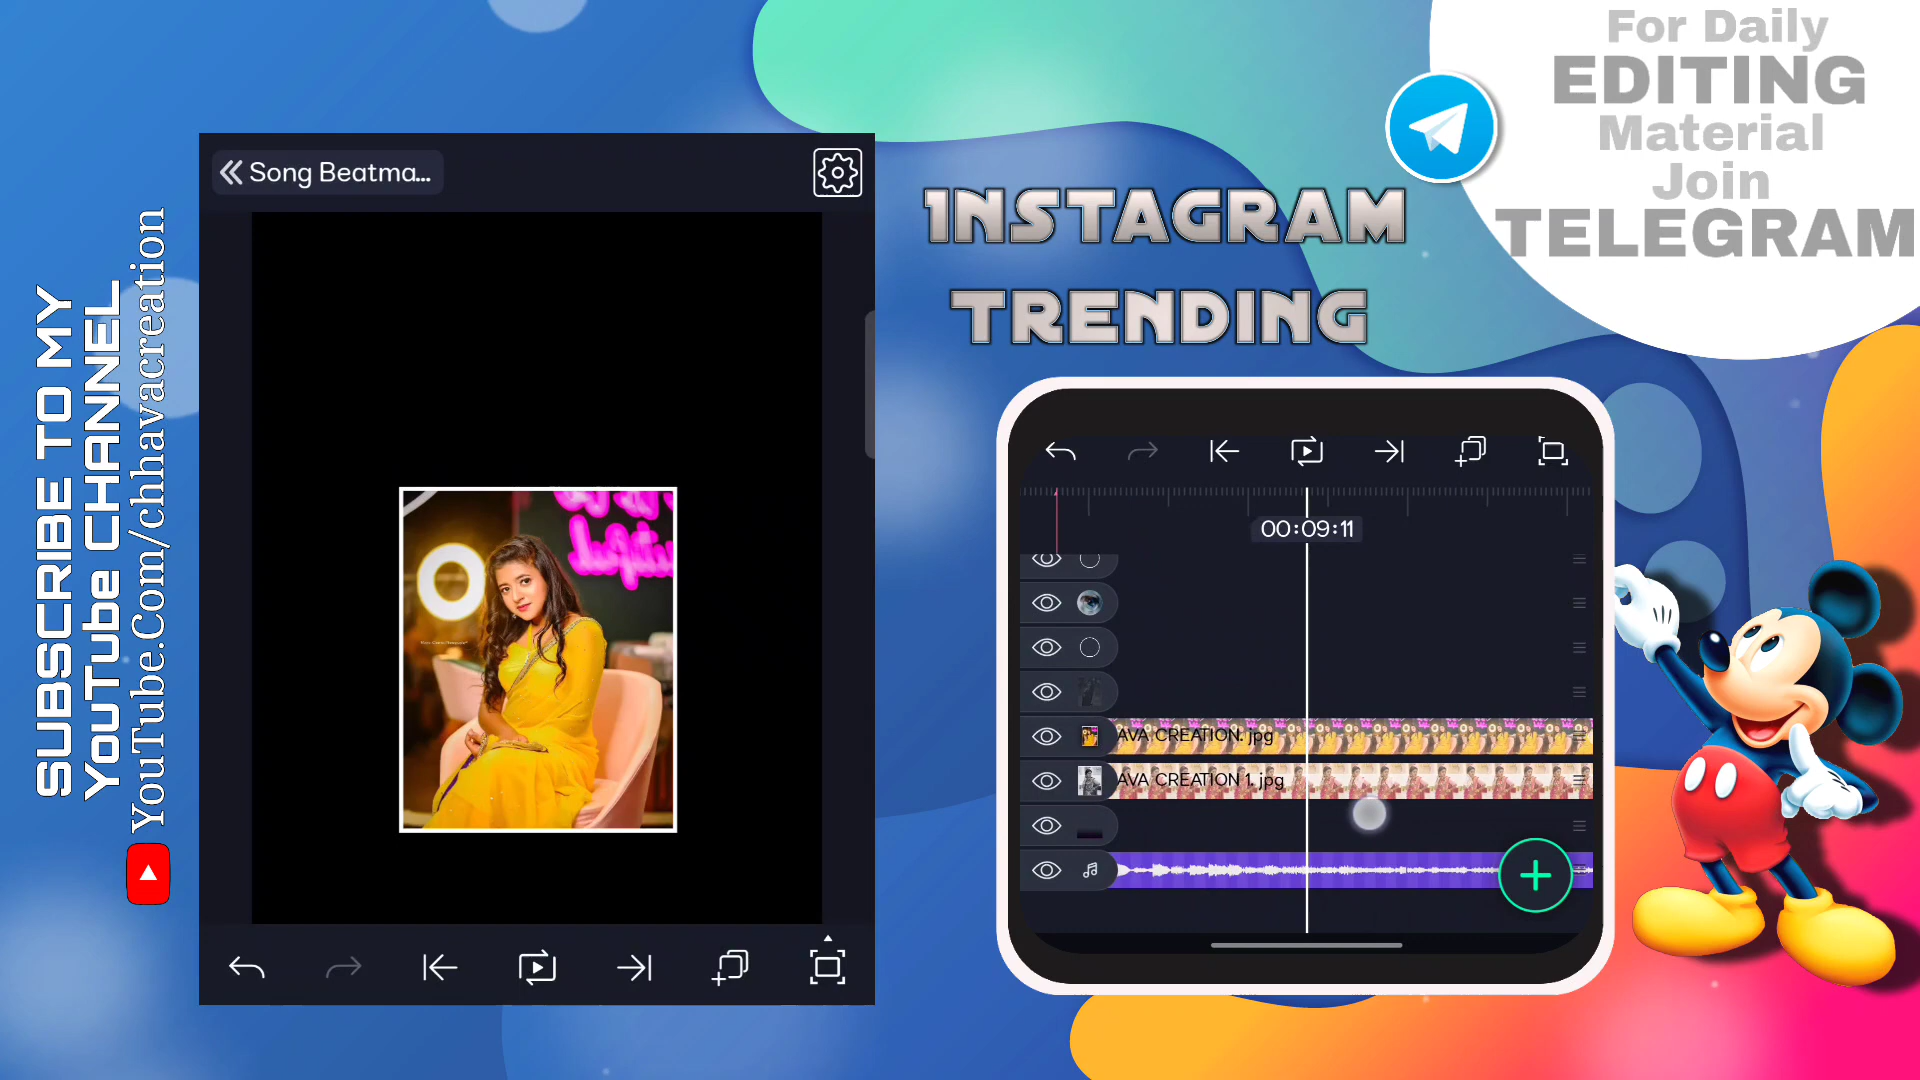 SUBSCRIBE TO MY
YouTube CHANNEL
YouTube.Com/chhavacreation
Song Beatma...
INSTAGRAM
TRENDING
For Daily
EDITING
Material
Join
TELEGRAM
00:09:11
AVA CREATION.jpg
AVA CREATION 1.jpg